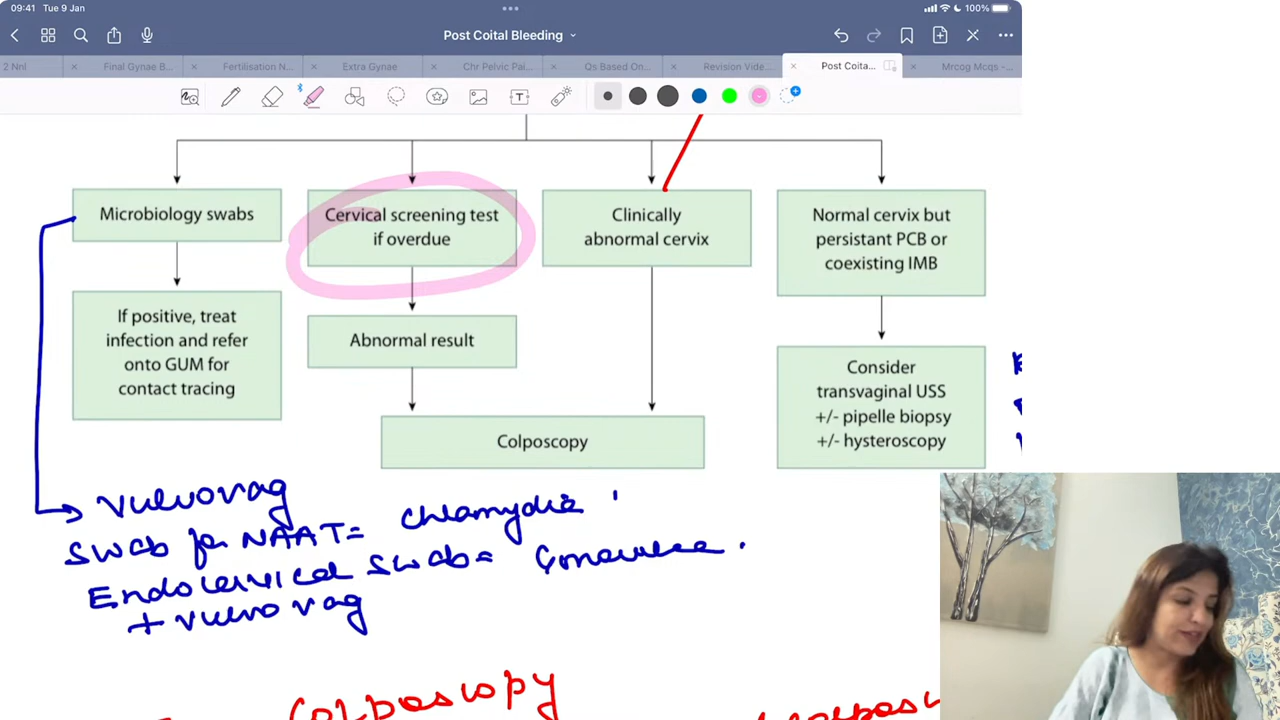 09:41 Tue 9 Jan
100%
Post Coital Bleeding
2 Nnl
Final Gynae B...
Fertilisation N...
Extra Gynae
Chr Pelvic Pai...
Qs Based On...
Revision Vide...
Post Coita...
Mrcog Mcqs -...
Microbiology swabs
Cervical screening test
if overdue
Clinically
abnormal cervix
Normal cervix but
persistant PCB or
coexisting IMB
If positive, treat
infection and refer
onto GUM for
contact tracing
Abnormal result
Consider
transvaginal USS
+/- pipelle biopsy
+/- hysteroscopy
Colposcopy
vulvovag
swab for NAAT = chlamydia
Endocervical swab =
+ vulvovag
Colposcopy